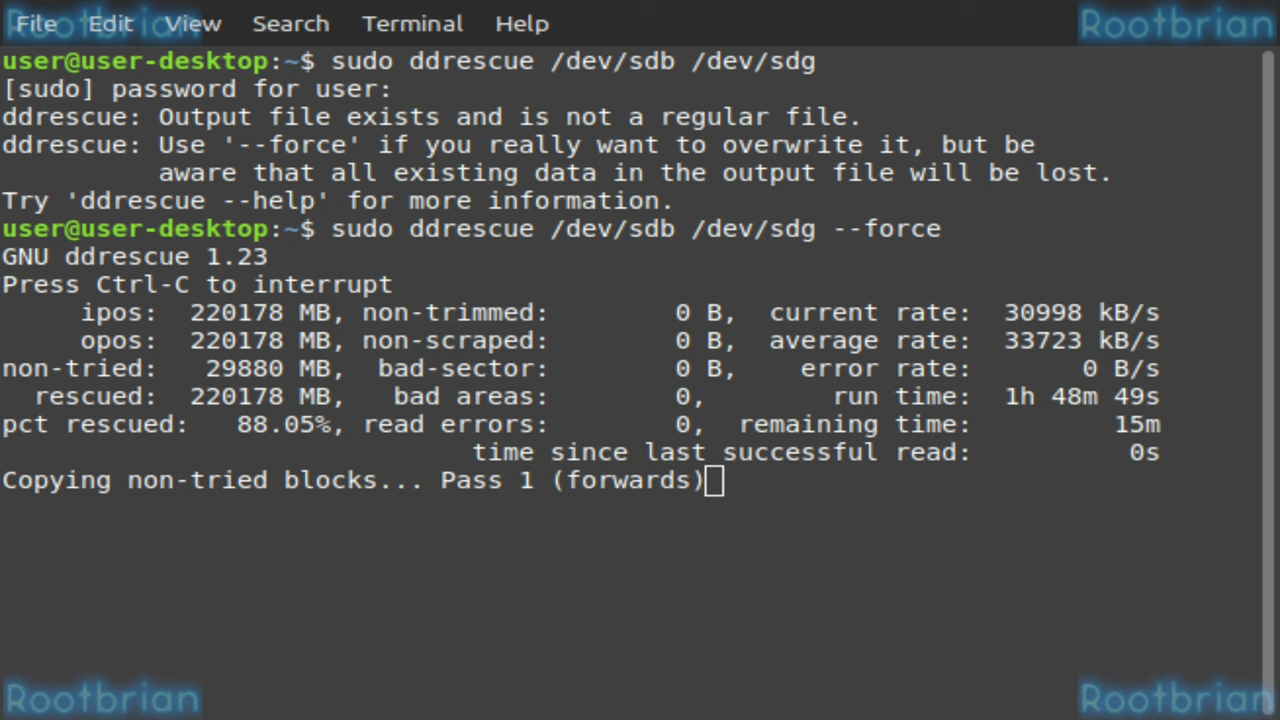 File Edit View Search Terminal Help
Rootbrian Rootbrian
user@user-desktop:~$ sudo ddrescue /dev/sdb /dev/sdg
[sudo] password for user:
ddrescue: Output file exists and is not a regular file.
ddrescue: Use '--force' if you really want to overwrite it, but be
          aware that all existing data in the output file will be lost.
Try 'ddrescue --help' for more information.
user@user-desktop:~$ sudo ddrescue /dev/sdb /dev/sdg --force
GNU ddrescue 1.23
Press Ctrl-C to interrupt
     ipos:  220178 MB, non-trimmed:        0 B,  current rate:  30998 kB/s
     opos:  220178 MB, non-scraped:        0 B,  average rate:  33723 kB/s
non-tried:   29880 MB,  bad-sector:        0 B,    error rate:       0 B/s
  rescued:  220178 MB,   bad areas:        0,        run time:  1h 48m 49s
pct rescued:   88.05%, read errors:        0,  remaining time:         15m
                              time since last successful read:          0s
Copying non-tried blocks... Pass 1 (forwards)
Rootbrian Rootbrian